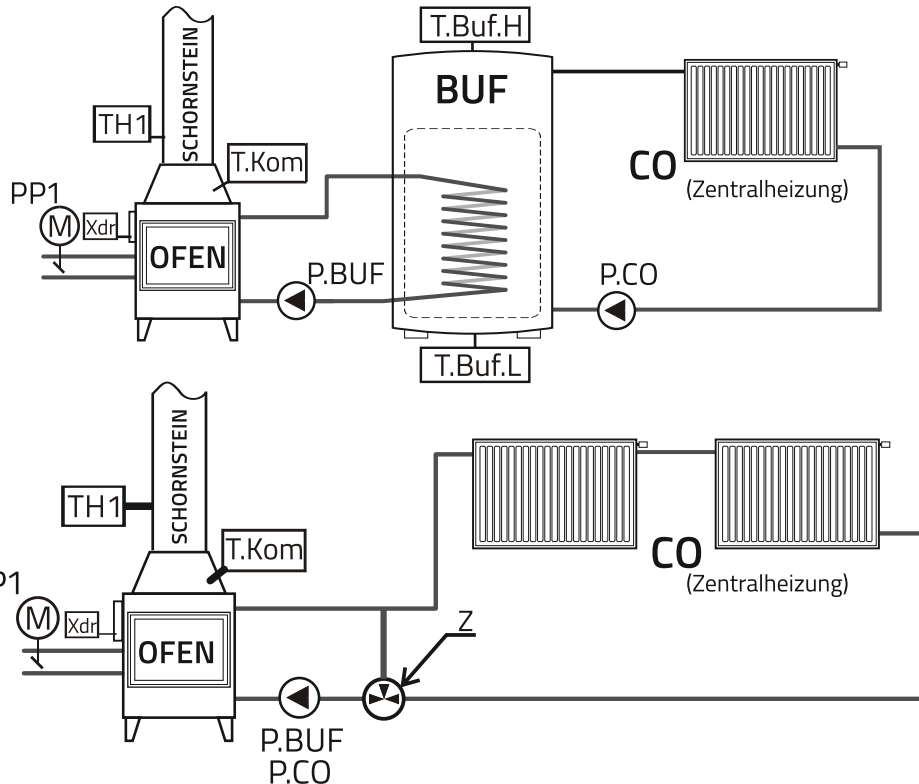 T.Buf.H
SCHORNSTEIN
BUF
TH1
T.Kom
CO
(Zentralheizung)
PP1
M
Xdr
OFEN
P.BUF
P.CO
T.Buf.L
SCHORNSTEIN
TH1
T.Kom
CO
(Zentralheizung)
P1
M
Xdr
OFEN
Z
P.BUF
P.CO